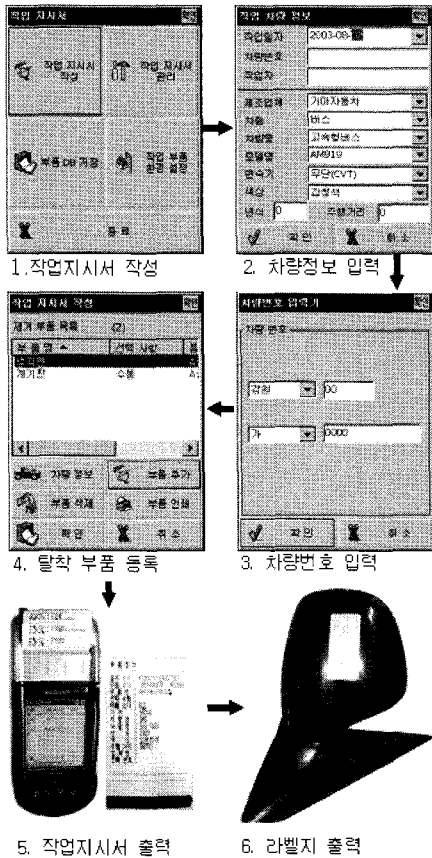 작업 지시서
작업 지시서
작성
작업 지시서
관리
부품 DB 저장
작업 부품
종료
1.작업지시서 작성
작업 차량 정보
작업일자 2003-08-
차량번호
작업자
제조업체 기아자동차
차종 버스
차량명 고속형버스
모델명 AM919
변속기 무단(CVT)
색상 감청색
년식 0 주행거리 0
확인 취소
2. 차량정보 입력
차량번호 입력기
차량 번호
강원 00
가 0000
확인 취소
3. 차량번호 입력
작업 지시서 작성
제거 부품 목록 (2)
부품명 선택 사양
계기판 수동
차량 정보 부품 추가
부품 삭제 부품 인쇄
확인 취소
4. 탈착 부품 등록
5. 작업지시서 출력
6. 라벨지 출력